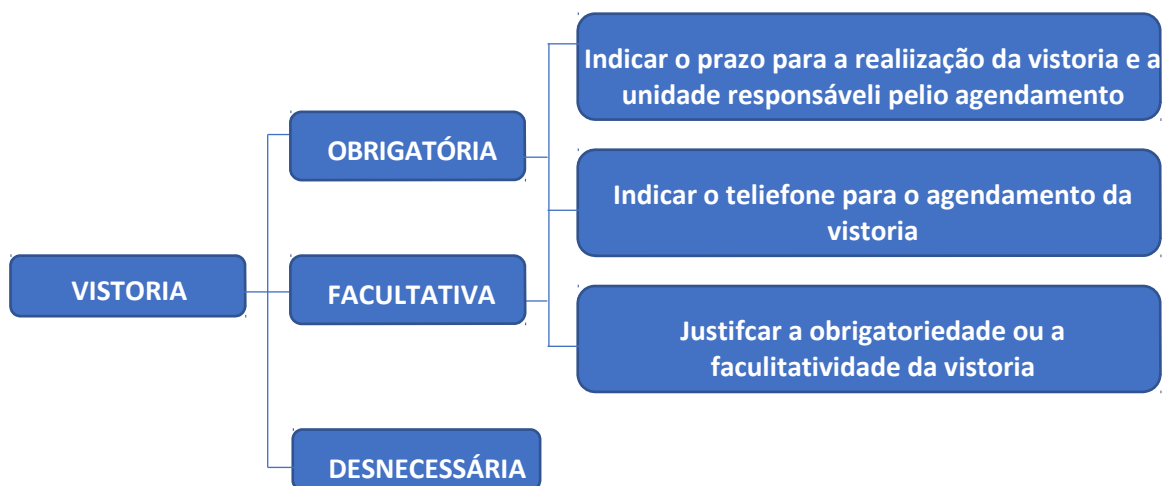 Indicar o prazo para a realiização da vistoria e a
unidade responsáveli pelio agendamento
OBRIGATÓRIA
Indicar o teliefone para o agendamento da
vistoria
VISTORIA
FACULTATIVA
Justifcar a obrigatoriedade ou a
faculitatividade da vistoria
DESNECESSÁRIA